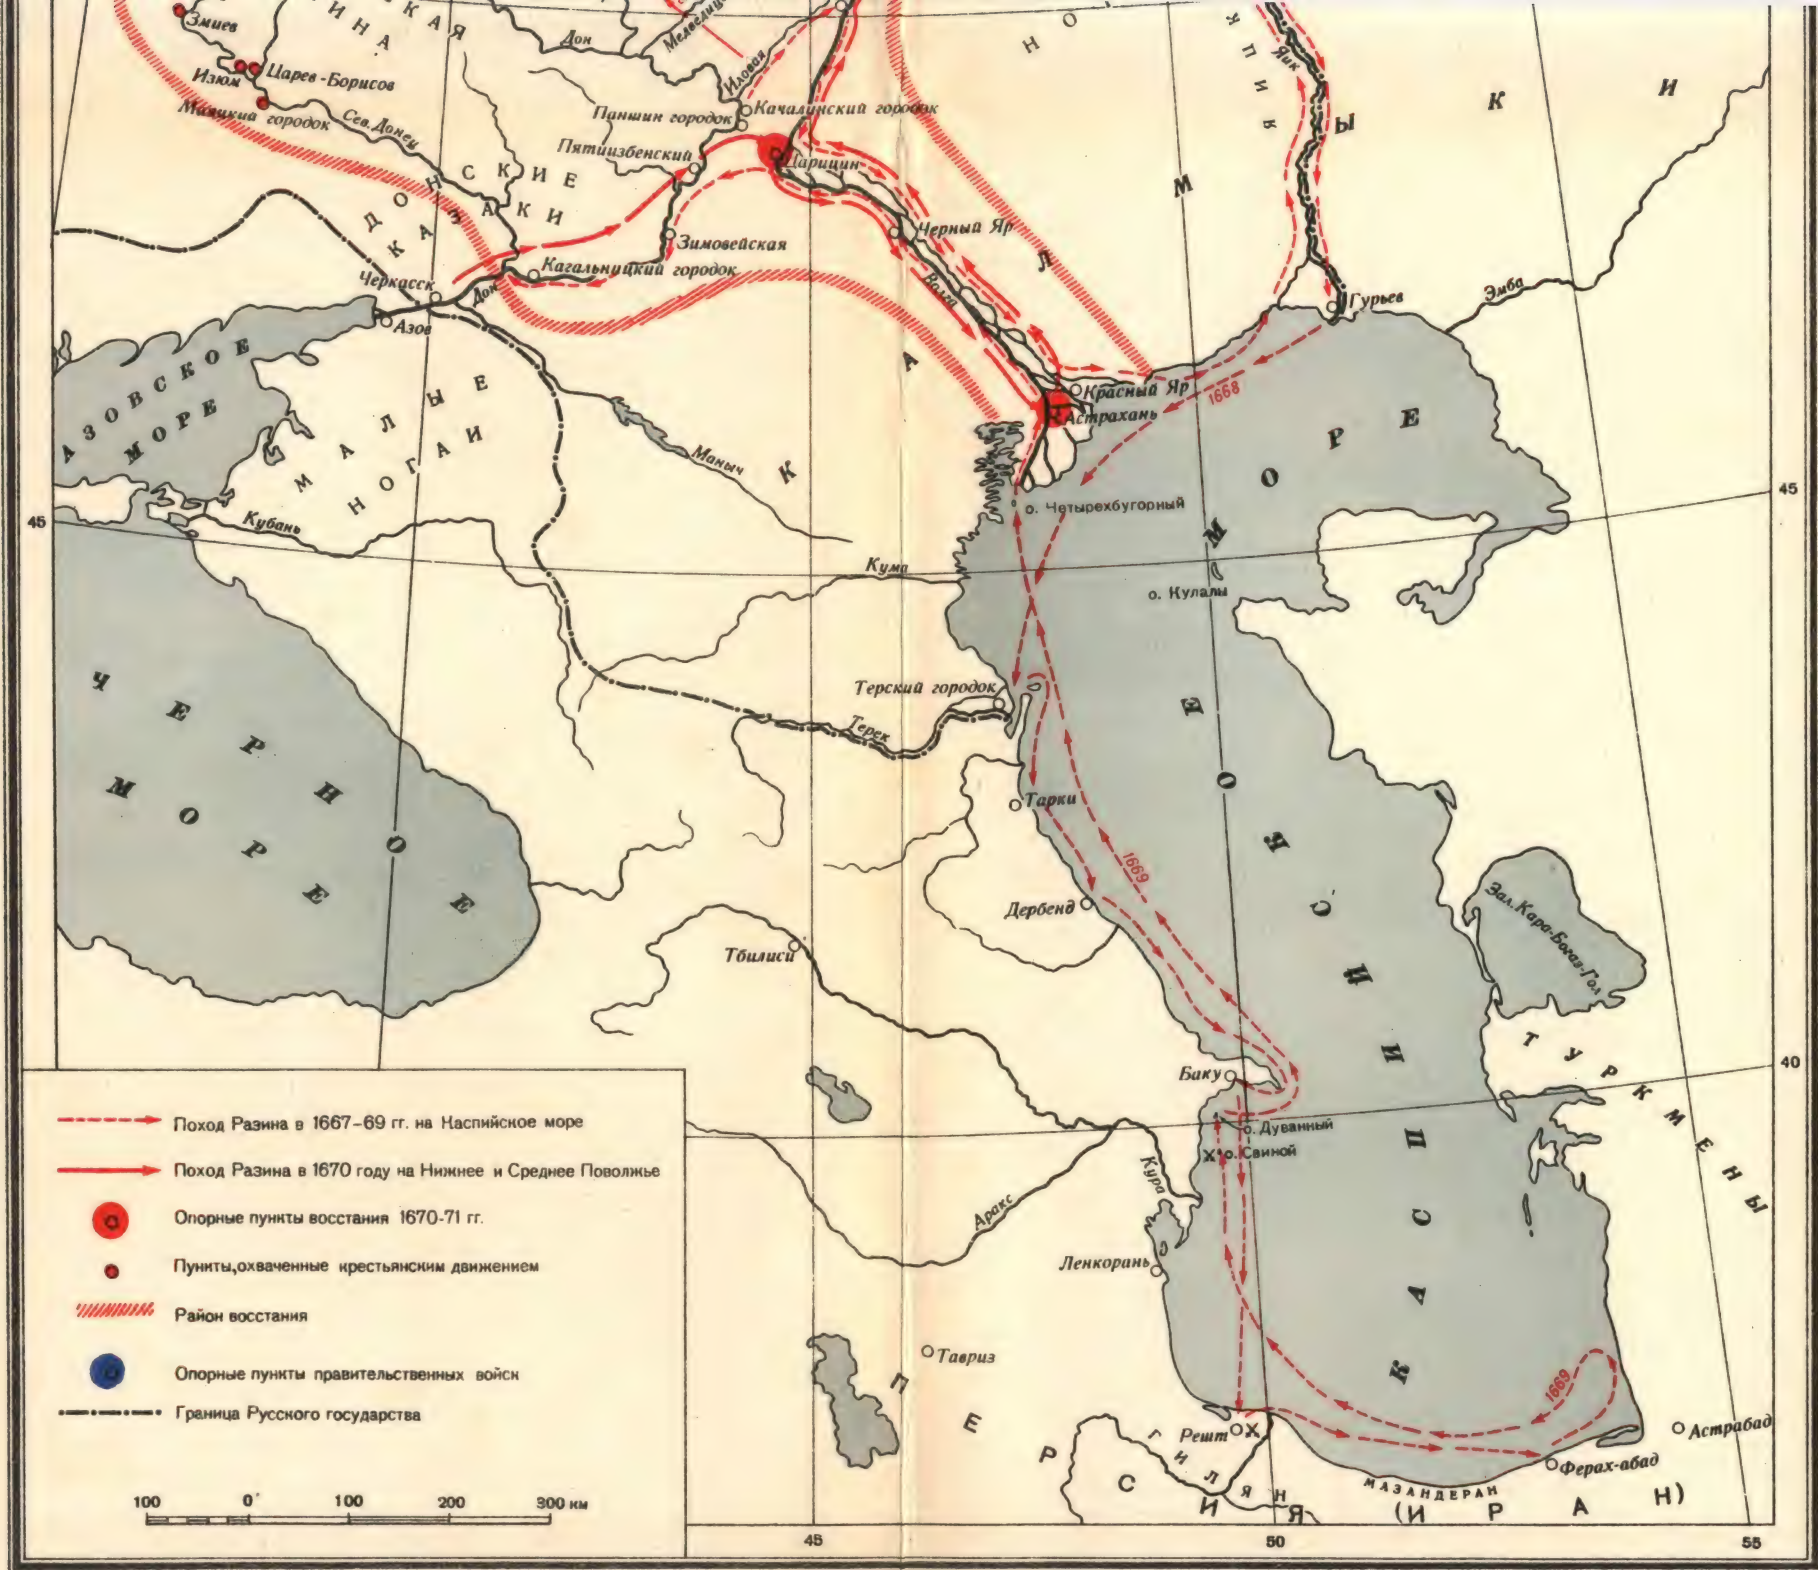 Змиев
Царев-Борисов
Изюм
Маяцкий городок
Сев. Донец
Дон
Иловая
Паншин городок
Качалинский городок
Пятиизбенский
Царицин
Яик
ДОНСКИЕ
КАЗАКИ
Зимовейская
Кагальницкий городок
Черкасск
Дон
Азов
Черный Яр
Волга
Гурьев
Эмба
КАЛМЫКИ
АЗОВСКОЕ
МОРЕ
МАЛЫЕ
НОГАИ
Маныч
Красный Яр
Астрахань
1668
45
45
Кубань
о. Четырехбугорный
Кума
о. Кулалы
Терский городок
Терек
ЧЕРНОЕ
МОРЕ
Тарки
1669
Дербенд
Тбилиси
Зал. Кара-Богаз-Гол
КАСПИЙСКОЕ МОРЕ
ТУРКМЕНЫ
40
Баку
о. Дуванный
о. Свиной
Кура
Аракс
Ленкорань
Тавриз
1669
Решт
Астрабад
Ферах-абад
ГИЛЯН
МАЗАНДЕРАН
ПЕРСИЯ (ИРАН)
Поход Разина в 1667-69 гг. на Каспийское море
Поход Разина в 1670 году на Нижнее и Среднее Поволжье
Опорные пункты восстания 1670-71 гг.
Пункты, охваченные крестьянским движением
Район восстания
Опорные пункты правительственных войск
Граница Русского государства
100 0 100 200 300 км
45 50 55